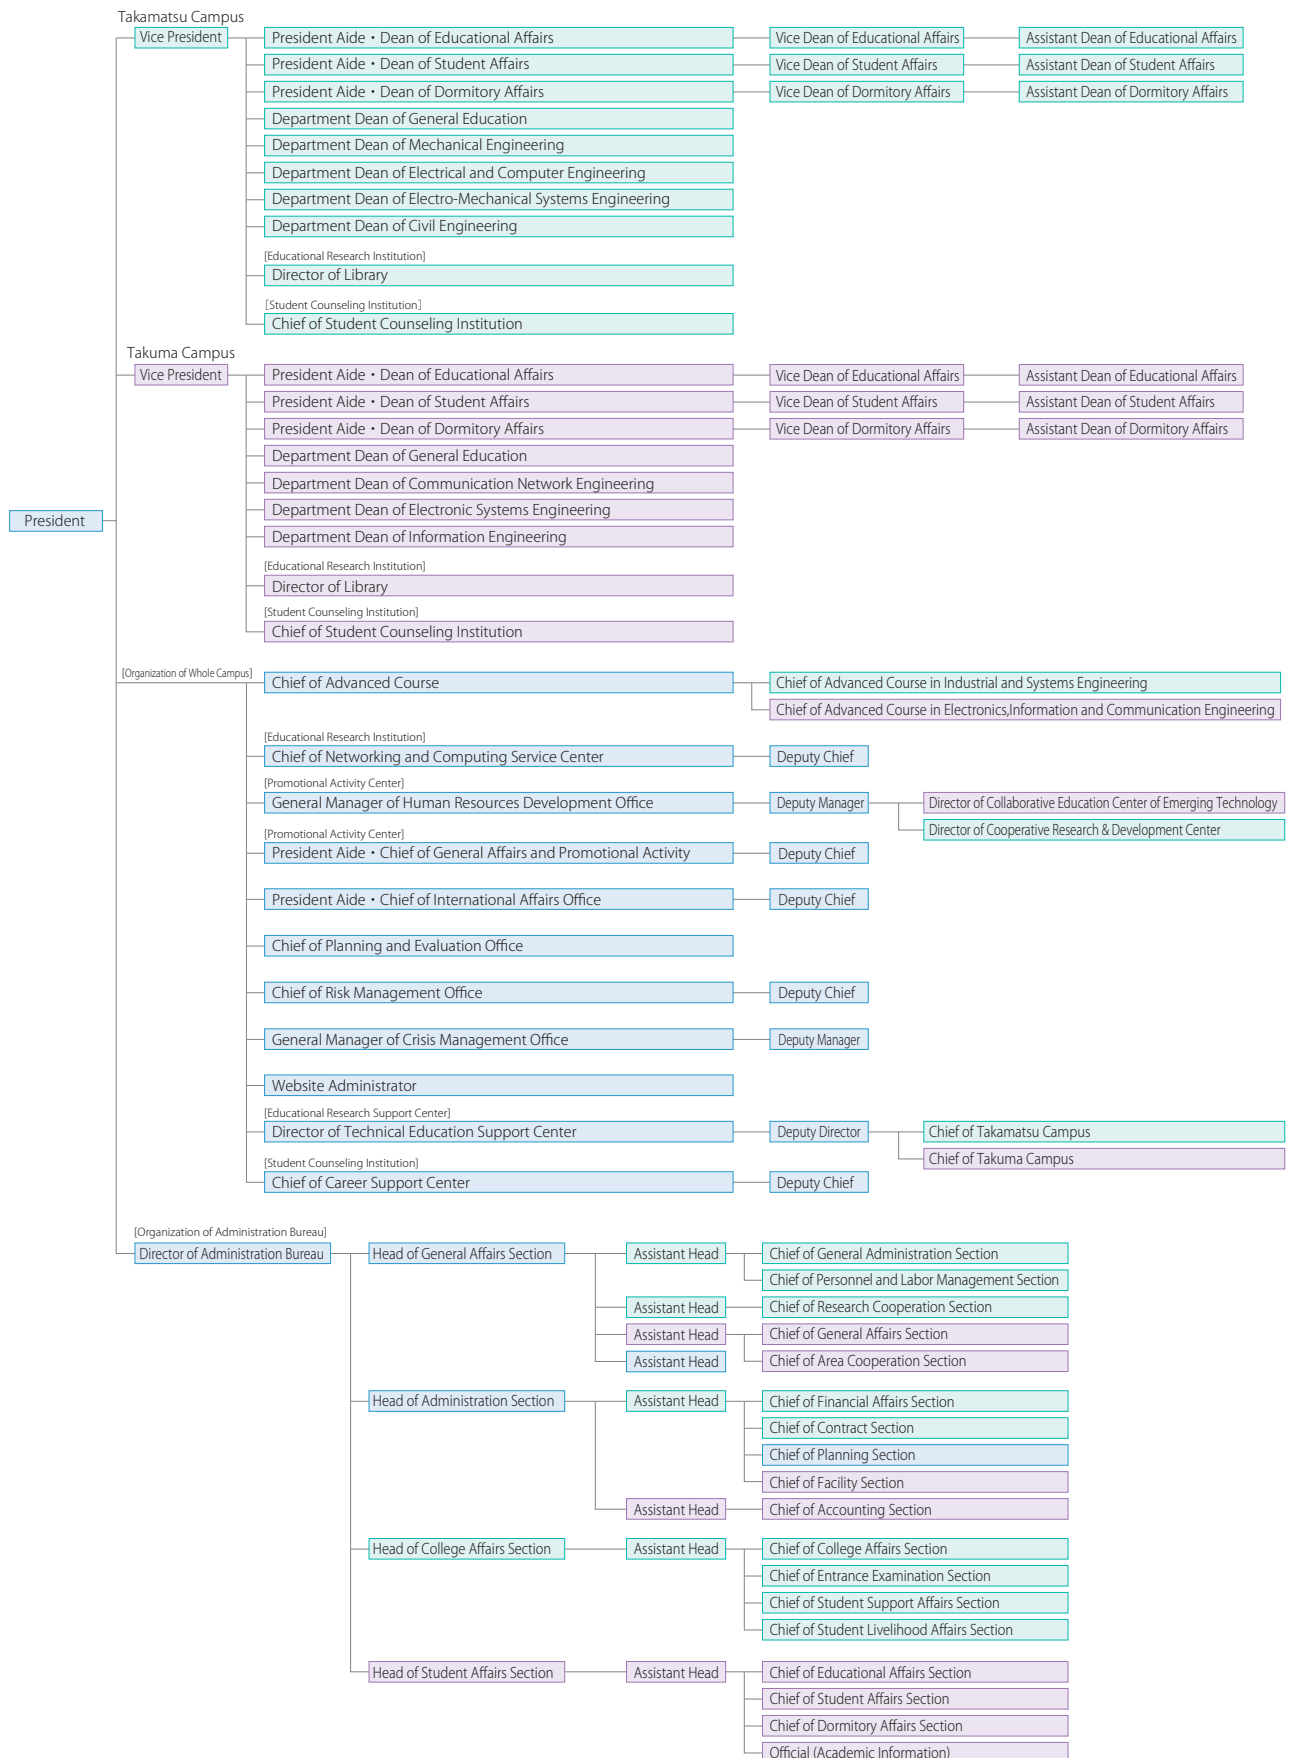 Takamatsu Campus
Vice President
President Aide・Dean of Educational Affairs
Vice Dean of Educational Affairs
Assistant Dean of Educational Affairs
President Aide・Dean of Student Affairs
Vice Dean of Student Affairs
Assistant Dean of Student Affairs
President Aide・Dean of Dormitory Affairs
Vice Dean of Dormitory Affairs
Assistant Dean of Dormitory Affairs
Department Dean of General Education
Department Dean of Mechanical Engineering
Department Dean of Electrical and Computer Engineering
Department Dean of Electro-Mechanical Systems Engineering
Department Dean of Civil Engineering
[Educational Research Institution]
Director of Library
[Student Counseling Institution]
Chief of Student Counseling Institution
Takuma Campus
Vice President
President Aide・Dean of Educational Affairs
Vice Dean of Educational Affairs
Assistant Dean of Educational Affairs
President Aide・Dean of Student Affairs
Vice Dean of Student Affairs
Assistant Dean of Student Affairs
President Aide・Dean of Dormitory Affairs
Vice Dean of Dormitory Affairs
Assistant Dean of Dormitory Affairs
Department Dean of General Education
Department Dean of Communication Network Engineering
Department Dean of Electronic Systems Engineering
President
Department Dean of Information Engineering
[Educational Research Institution]
Director of Library
[Student Counseling Institution]
Chief of Student Counseling Institution
[Organization of Whole Campus]
Chief of Advanced Course
Chief of Advanced Course in Industrial and Systems Engineering
Chief of Advanced Course in Electronics,Information and Communication Engineering
[Educational Research Institution]
Chief of Networking and Computing Service Center
Deputy Chief
[Promotional Activity Center]
General Manager of Human Resources Development Office
Deputy Manager
Director of Collaborative Education Center of Emerging Technology
Director of Cooperative Research & Development Center
[Promotional Activity Center]
President Aide・Chief of General Affairs and Promotional Activity
Deputy Chief
President Aide・Chief of International Affairs Office
Deputy Chief
Chief of Planning and Evaluation Office
Chief of Risk Management Office
Deputy Chief
General Manager of Crisis Management Office
Deputy Manager
Website Administrator
[Educational Research Support Center]
Director of Technical Education Support Center
Deputy Director
Chief of Takamatsu Campus
Chief of Takuma Campus
[Student Counseling Institution]
Chief of Career Support Center
Deputy Chief
[Organization of Administration Bureau]
Director of Administration Bureau
Head of General Affairs Section
Assistant Head
Chief of General Administration Section
Chief of Personnel and Labor Management Section
Assistant Head
Chief of Research Cooperation Section
Assistant Head
Chief of General Affairs Section
Assistant Head
Chief of Area Cooperation Section
Head of Administration Section
Assistant Head
Chief of Financial Affairs Section
Chief of Contract Section
Chief of Planning Section
Chief of Facility Section
Assistant Head
Chief of Accounting Section
Head of College Affairs Section
Assistant Head
Chief of College Affairs Section
Chief of Entrance Examination Section
Chief of Student Support Affairs Section
Chief of Student Livelihood Affairs Section
Head of Student Affairs Section
Assistant Head
Chief of Educational Affairs Section
Chief of Student Affairs Section
Chief of Dormitory Affairs Section
Official (Academic Information)